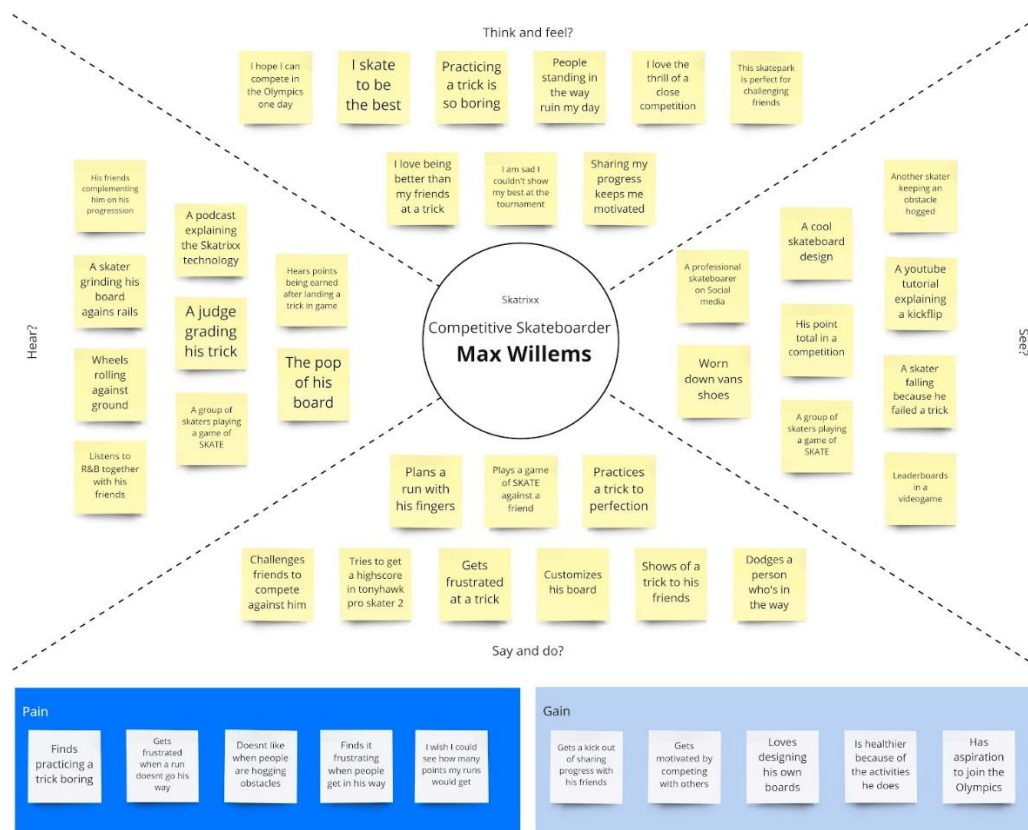 Think and feel?
I hope I can
compete in
the Olympics
one day
I skate
to be
the best
Practicing
a trick is
so boring
People
standing in
the way
ruin my day
I love the
thrill of a
close
competition
This skatepark
is perfect for
challenging
friends
I love being
better than
my friends
at a trick
I am sad I
couldn't show
my best at the
tournament
Sharing my
progress
keeps me
motivated
Hear?
His friends
complementing
him on his
progresssion
A podcast
explaining
the Skatrixx
technology
A skater
grinding his
board
agains rails
Hears points
being earned
after landing a
trick in game
A judge
grading
his trick
Wheels
rolling
against
ground
The pop
of his
board
A group of
skaters playing
a game of
SKATE
Listens to
R&B together
with his
friends
Skatrixx
Competitive Skateboarder
Max Willems
See?
Another skater
keeping an
obstacle
hogged
A cool
skateboard
design
A professional
skateboarer
on Social
media
A youtube
tutorial
explaining
a kickflip
His point
total in a
competition
Worn
down vans
shoes
A skater
falling
because he
failed a trick
A group of
skaters playing
a game of
SKATE
Leaderboards
in a
videogame
Plans a
run with
his fingers
Plays a game
of SKATE
against a
friend
Practices
a trick to
perfection
Challenges
friends to
compete
against him
Tries to get
a highscore
in tonyhawk
pro skater 2
Gets
frustrated
at a trick
Customizes
his board
Shows of a
trick to his
friends
Dodges a
person
who's in
the way
Say and do?
Pain
Finds
practicing a
trick boring
Gets
frustrated
when a run
doesnt go his
way
Doesnt like
when people
are hogging
obstacles
Finds it
frustrating
when people
get in his way
I wish I could
see how many
points my runs
would get
Gain
Gets a kick out
of sharing
progress with
his friends
Gets
motivated by
competing
with others
Loves
designing
his own
boards
Is healthier
because of
the activities
he does
Has
aspiration
to join the
Olympics